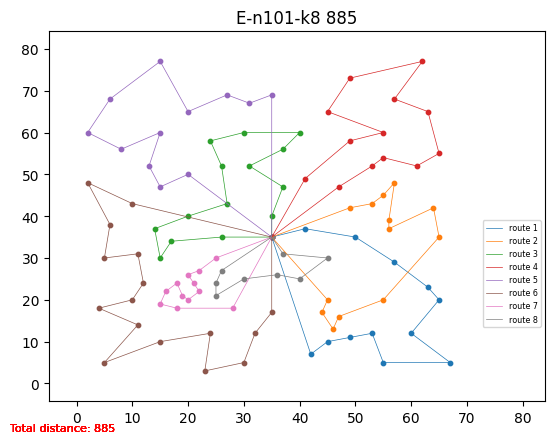 E-n101-k8 885
80
70
60
50
40
30
20
10
0
route 1
route 2
route 3
route 4
route 5
route 6
route 7
route 8
0 10 20 30 40 50 60 70 80
Total distance: 885